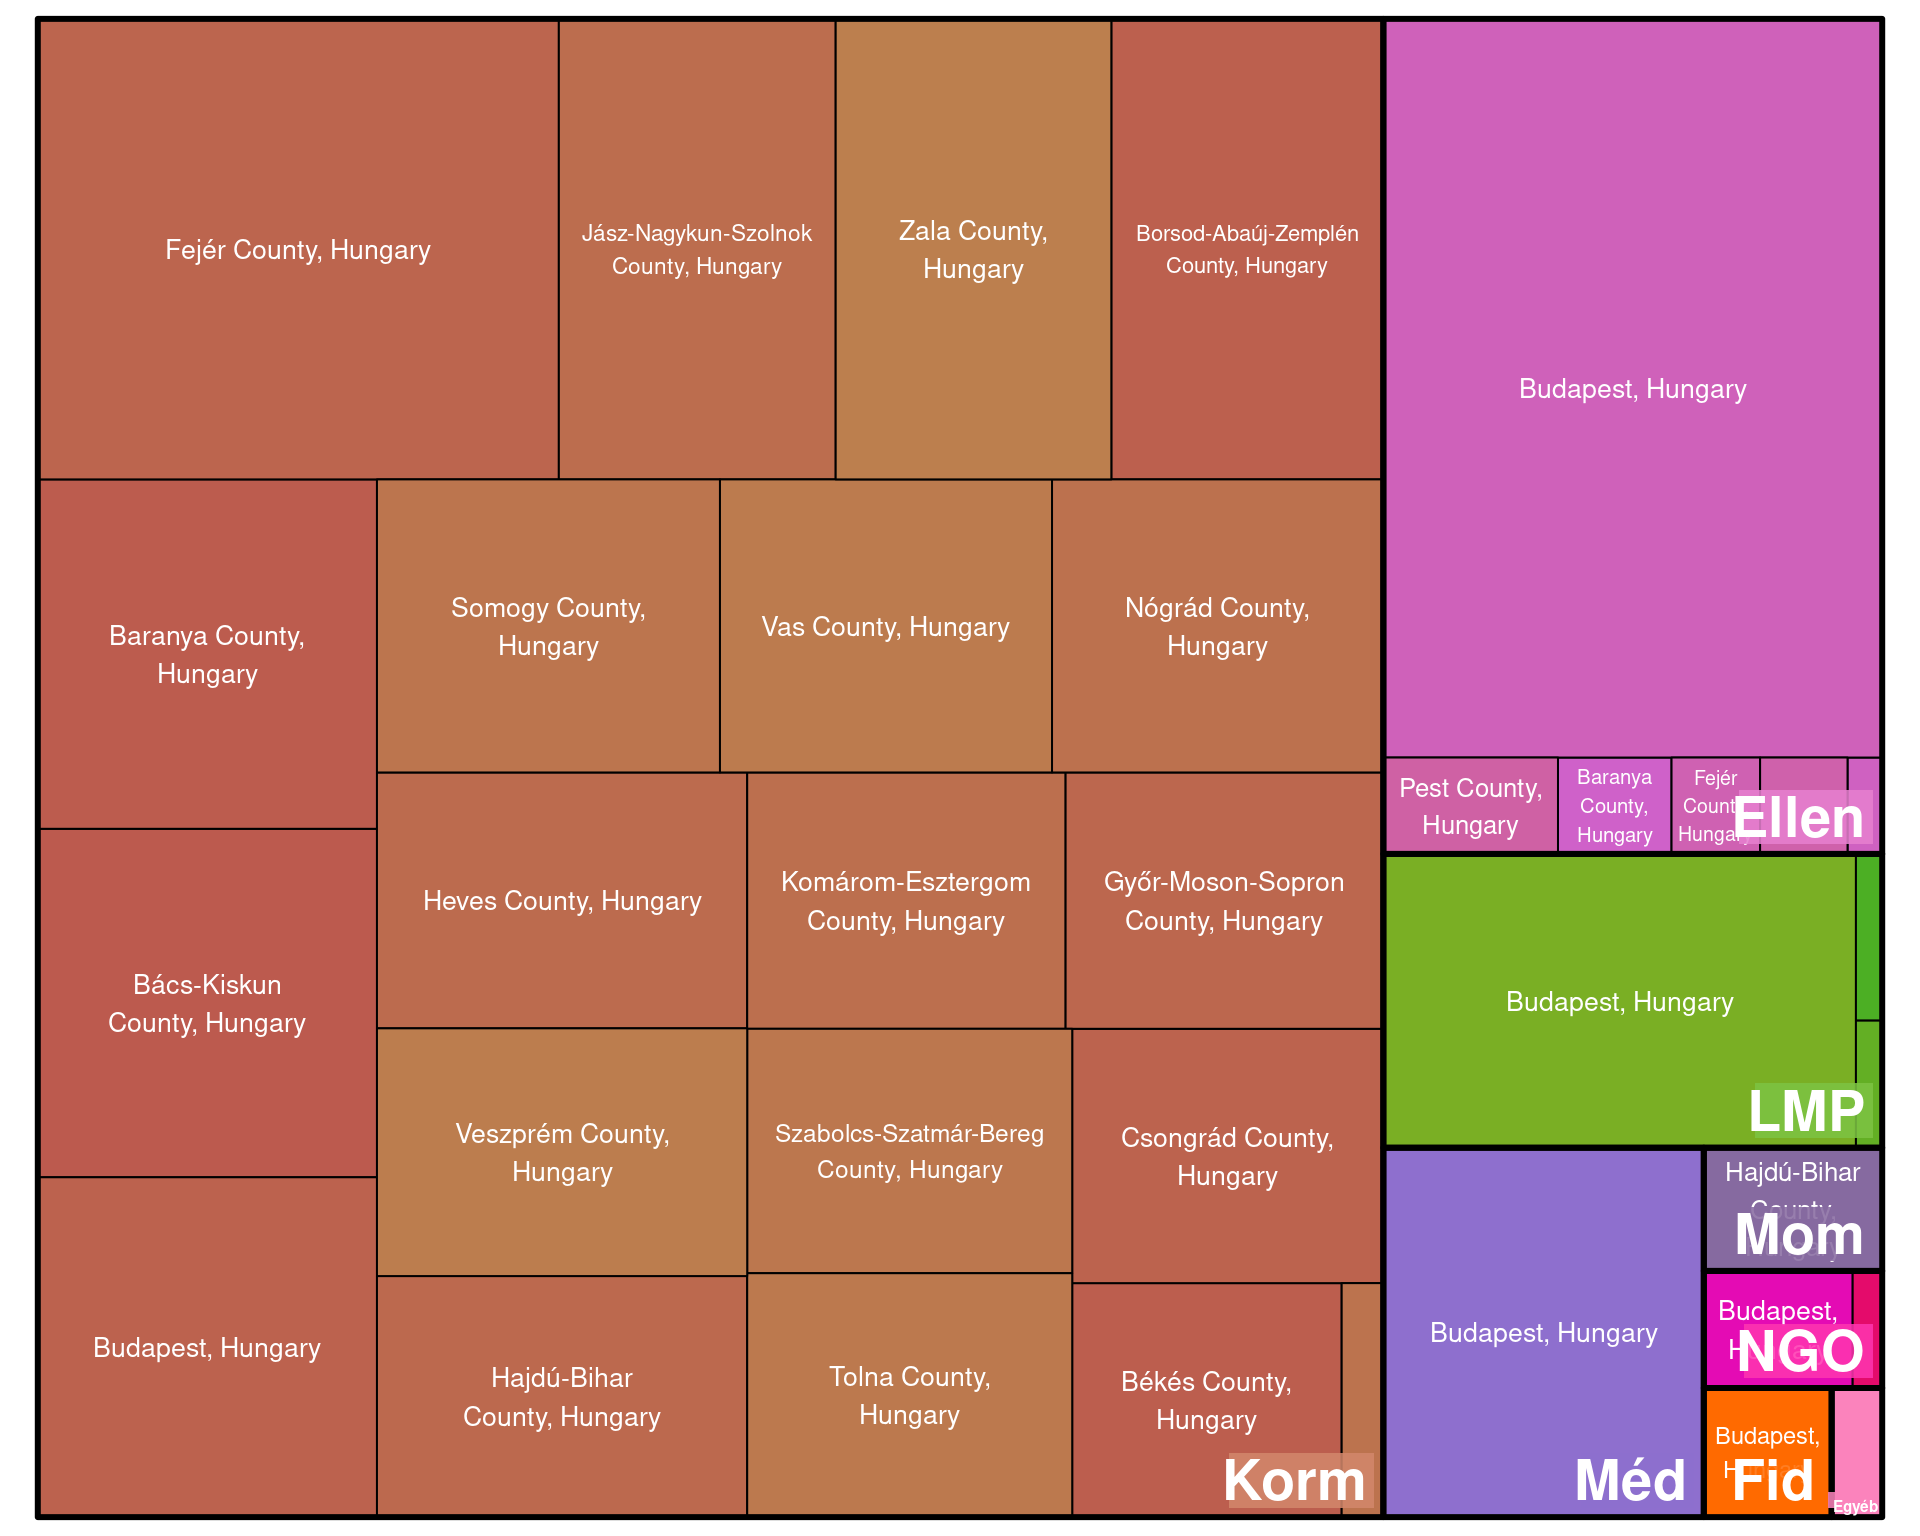 Fejér County, Hungary
Jász-Nagykun-Szolnok
County, Hungary
Zala County,
Hungary
Borsod-Abaúj-Zemplén
County, Hungary
Baranya County,
Hungary
Somogy County,
Hungary
Vas County, Hungary
Nógrád County,
Hungary
Bács-Kiskun
County, Hungary
Heves County, Hungary
Komárom-Esztergom
County, Hungary
Győr-Moson-Sopron
County, Hungary
Veszprém County,
Hungary
Szabolcs-Szatmár-Bereg
County, Hungary
Csongrád County,
Hungary
Budapest, Hungary
Hajdú-Bihar
County, Hungary
Tolna County,
Hungary
Békés County,
Hungary
Korm
Budapest, Hungary
Pest County,
Hungary
Baranya
County,
Hungary
Fejér
County,
Hungary
Ellen
Budapest, Hungary
LMP
Budapest, Hungary
Méd
Hajdú-Bihar
County,
Hungary
Mom
Budapest,
NGO
Budapest,
Fid
Egyéb